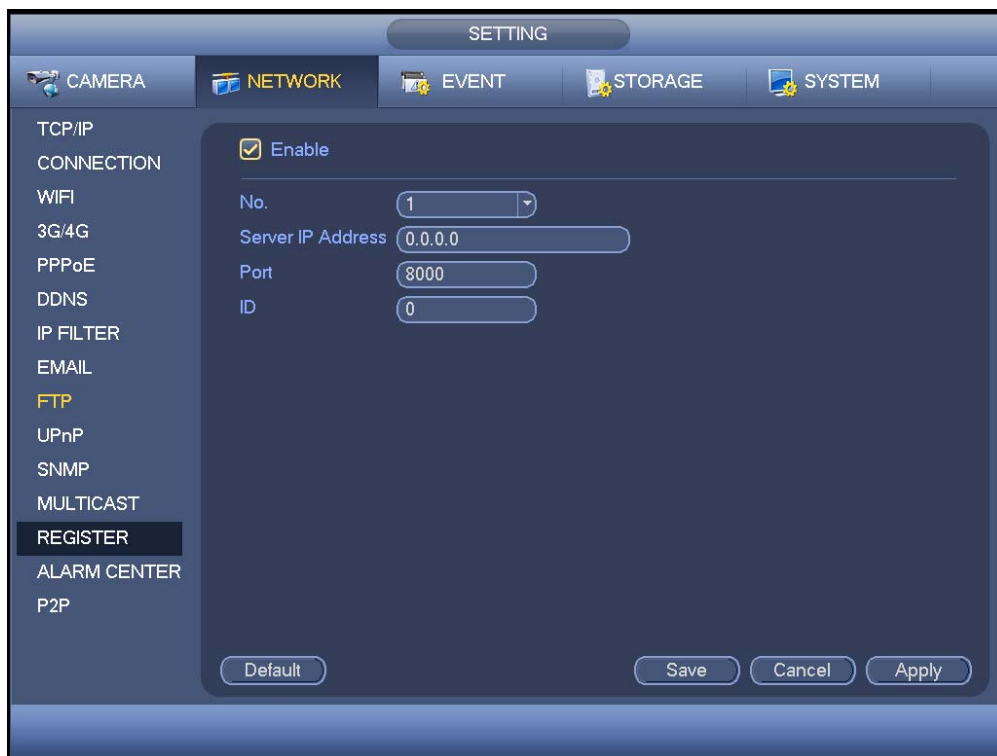 SETTING
CAMERA NETWORK EVENT STORAGE SYSTEM
TCP/IP
CONNECTION
WIFI
3G/4G
PPPoE
DDNS
IP FILTER
EMAIL
FTP
UPnP
SNMP
MULTICAST
REGISTER
ALARM CENTER
P2P
Enable
No. 1
Server IP Address 0.0.0.0
Port 8000
ID 0
Default Save Cancel Apply